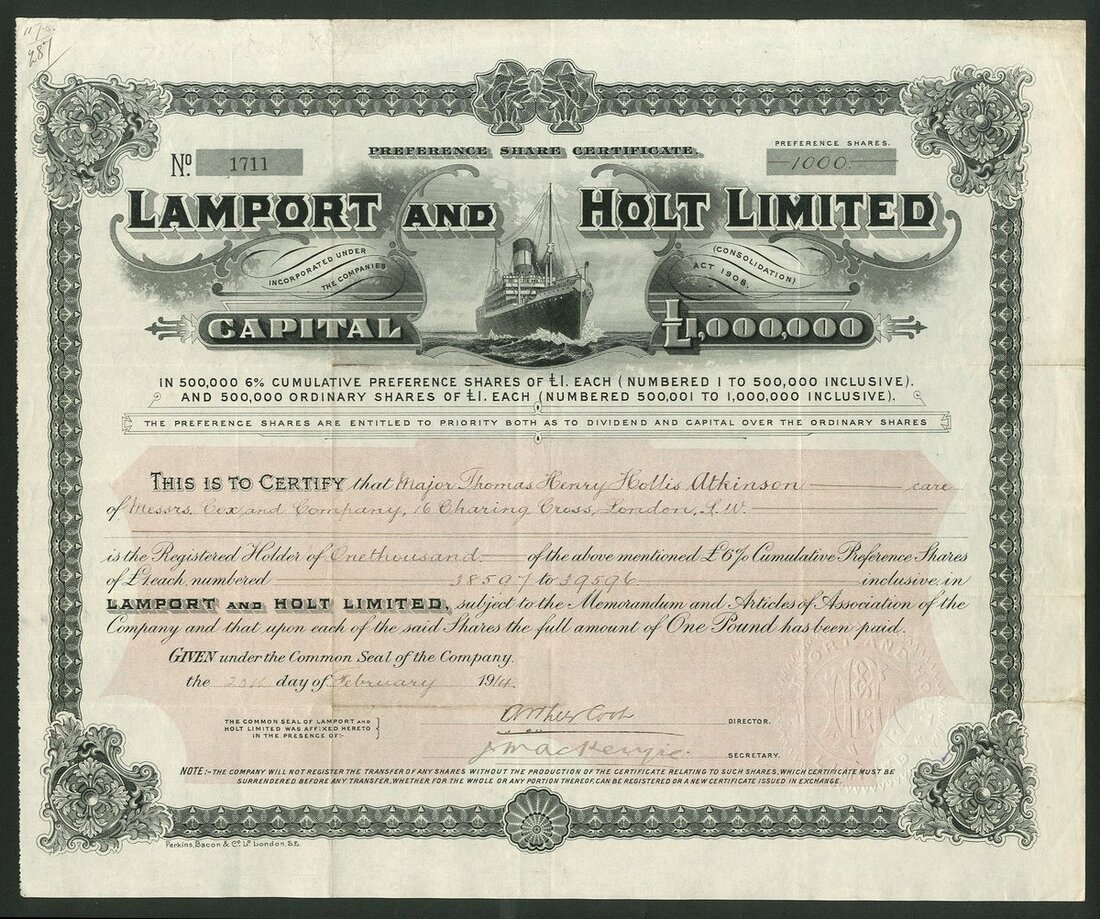 117
287
PREFERENCE SHARE CERTIFICATE.
No. 1711
PREFERENCE SHARES.
1000
LAMPORT AND HOLT LIMITED
INCORPORATED UNDER THE COMPANIES
(CONSOLIDATION) ACT 1908.
CAPITAL £1,000,000
IN 500,000 6% CUMULATIVE PREFERENCE SHARES OF £1. EACH (NUMBERED 1 TO 500,000 INCLUSIVE).
AND 500,000 ORDINARY SHARES OF £1. EACH (NUMBERED 500,001 TO 1,000,000 INCLUSIVE).
THE PREFERENCE SHARES ARE ENTITLED TO PRIORITY BOTH AS TO DIVIDEND AND CAPITAL OVER THE ORDINARY SHARES
THIS IS TO CERTIFY that Major Thomas Henry Hollis Atkinson care
of Messrs. Cox and Company, 16 Charing Cross, London, S.W.
is the Registered Holder of One thousand of the above mentioned £6% Cumulative Preference Shares
of £1 each, numbered 38597 to 39596 inclusive, in
LAMPORT AND HOLT LIMITED, subject to the Memorandum and Articles of Association of the
Company and that upon each of the said Shares the full amount of One Pound has been paid.
GIVEN under the Common Seal of the Company.
the 20th day of February 1914.
THE COMMON SEAL OF LAMPORT AND
HOLT LIMITED WAS AFFIXED HERETO
IN THE PRESENCE OF:-
Arthur Cook DIRECTOR.
J Mackenzie. SECRETARY.
NOTE:- THE COMPANY WILL NOT REGISTER THE TRANSFER OF ANY SHARES WITHOUT THE PRODUCTION OF THE CERTIFICATE RELATING TO SUCH SHARES, WHICH CERTIFICATE MUST BE
SURRENDERED BEFORE ANY TRANSFER, WHETHER FOR THE WHOLE OR ANY PORTION THEREOF, CAN BE REGISTERED OR A NEW CERTIFICATE ISSUED IN EXCHANGE.
Perkins, Bacon & Co. Ld. London, S.E.